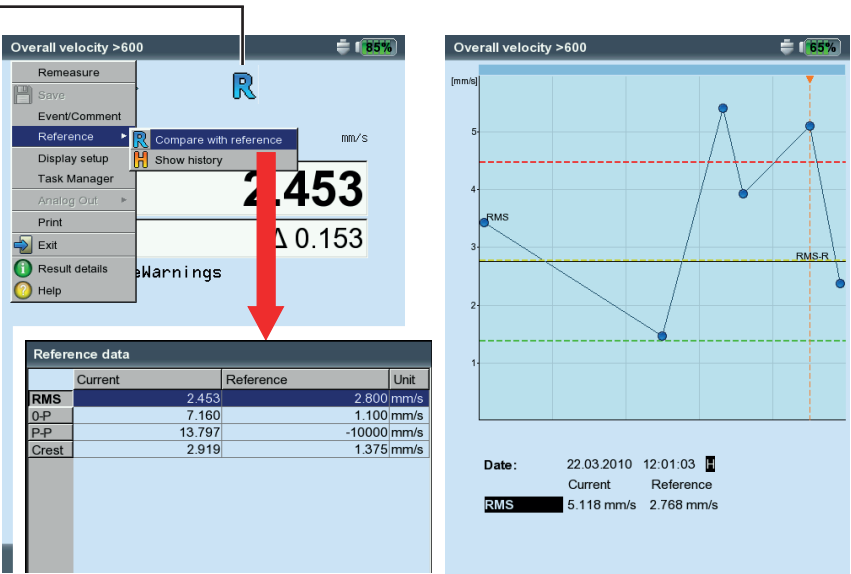 Overall velocity >600
85%
Remeasure
Save
Event/Comment
Reference
Display setup
Task Manager
Analog Out
Print
Exit
Result details
Help
R
R Compare with reference
H Show history
mm/s
2.453
Δ 0.153
eWarnings
Reference data
Current Reference Unit
RMS 2.453 2.800 mm/s
0-P 7.160 1.100 mm/s
P-P 13.797 -10000 mm/s
Crest 2.919 1.375 mm/s
Overall velocity >600
65%
[mm/s]
5
4
RMS
3
RMS-R
2
1
Date: 22.03.2010 12:01:03 H
Current Reference
RMS 5.118 mm/s 2.768 mm/s